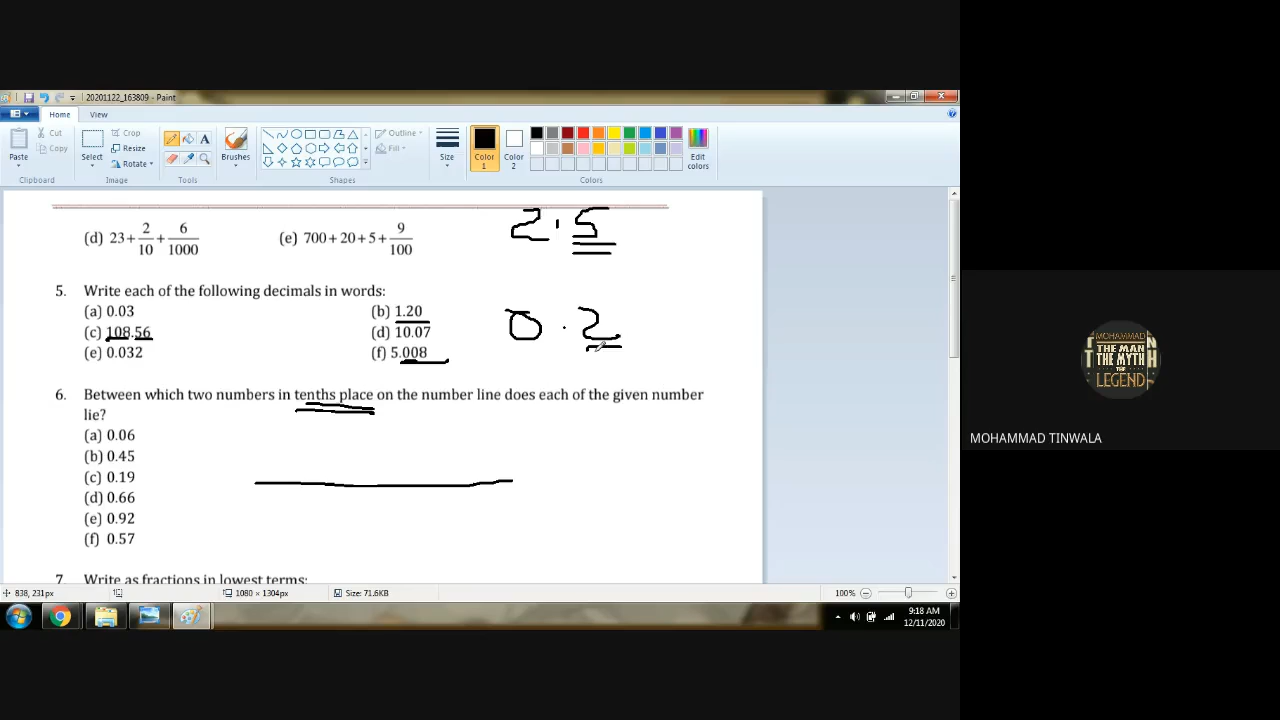 20201122_163809 - Paint
Home View
Paste Cut Copy Clipboard
Select Crop Resize Rotate Image
Tools
Brushes
Outline Fill Shapes
Size
Color 1 Color 2 Edit colors Colors
2.5
(d) 23 + 2/10 + 6/1000 (e) 700 + 20 + 5 + 9/100
5. Write each of the following decimals in words:
(a) 0.03 (b) 1.20
(c) 108.56 (d) 10.07
(e) 0.032 (f) 5.008
0.2
6. Between which two numbers in tenths place on the number line does each of the given number
lie?
(a) 0.06
(b) 0.45
(c) 0.19
(d) 0.66
(e) 0.92
(f) 0.57
7. Write as fractions in lowest terms:
838, 231px 1080 × 1304px Size: 71.6KB 100%
9:18 AM
12/11/2020
MOHAMMAD
THE MAN
THE MYTH
THE
LEGEND
MOHAMMAD TINWALA